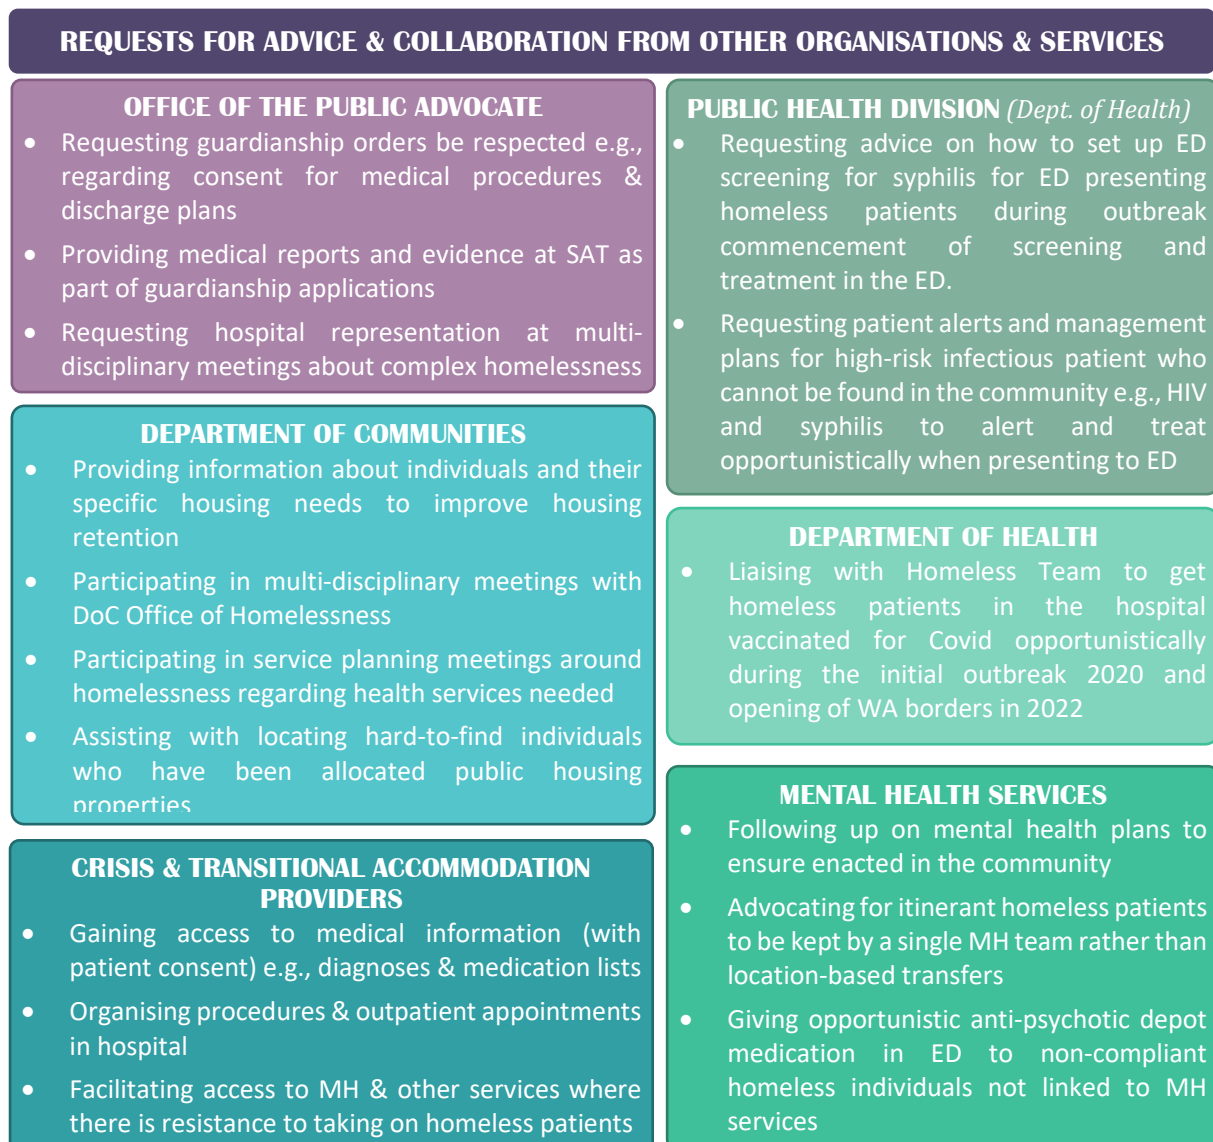 REQUESTS FOR ADVICE & COLLABORATION FROM OTHER ORGANISATIONS & SERVICES
OFFICE OF THE PUBLIC ADVOCATE
• Requesting guardianship orders be respected e.g.,
regarding consent for medical procedures &
discharge plans
• Providing medical reports and evidence at SAT as
part of guardianship applications
• Requesting hospital representation at multi-
disciplinary meetings about complex homelessness
DEPARTMENT OF COMMUNITIES
• Providing information about individuals and their
specific housing needs to improve housing
retention
• Participating in multi-disciplinary meetings with
DoC Office of Homelessness
• Participating in service planning meetings around
homelessness regarding health services needed
• Assisting with locating hard-to-find individuals
who have been allocated public housing
properties
CRISIS & TRANSITIONAL ACCOMMODATION
PROVIDERS
• Gaining access to medical information (with
patient consent) e.g., diagnoses & medication lists
• Organising procedures & outpatient appointments
in hospital
• Facilitating access to MH & other services where
there is resistance to taking on homeless patients
PUBLIC HEALTH DIVISION (Dept. of Health)
• Requesting advice on how to set up ED
screening for syphilis for ED presenting
homeless patients during outbreak
commencement of screening and
treatment in the ED.
• Requesting patient alerts and management
plans for high-risk infectious patient who
cannot be found in the community e.g., HIV
and syphilis to alert and treat
opportunistically when presenting to ED
DEPARTMENT OF HEALTH
• Liaising with Homeless Team to get
homeless patients in the hospital
vaccinated for Covid opportunistically
during the initial outbreak 2020 and
opening of WA borders in 2022
MENTAL HEALTH SERVICES
• Following up on mental health plans to
ensure enacted in the community
• Advocating for itinerant homeless patients
to be kept by a single MH team rather than
location-based transfers
• Giving opportunistic anti-psychotic depot
medication in ED to non-compliant
homeless individuals not linked to MH
services